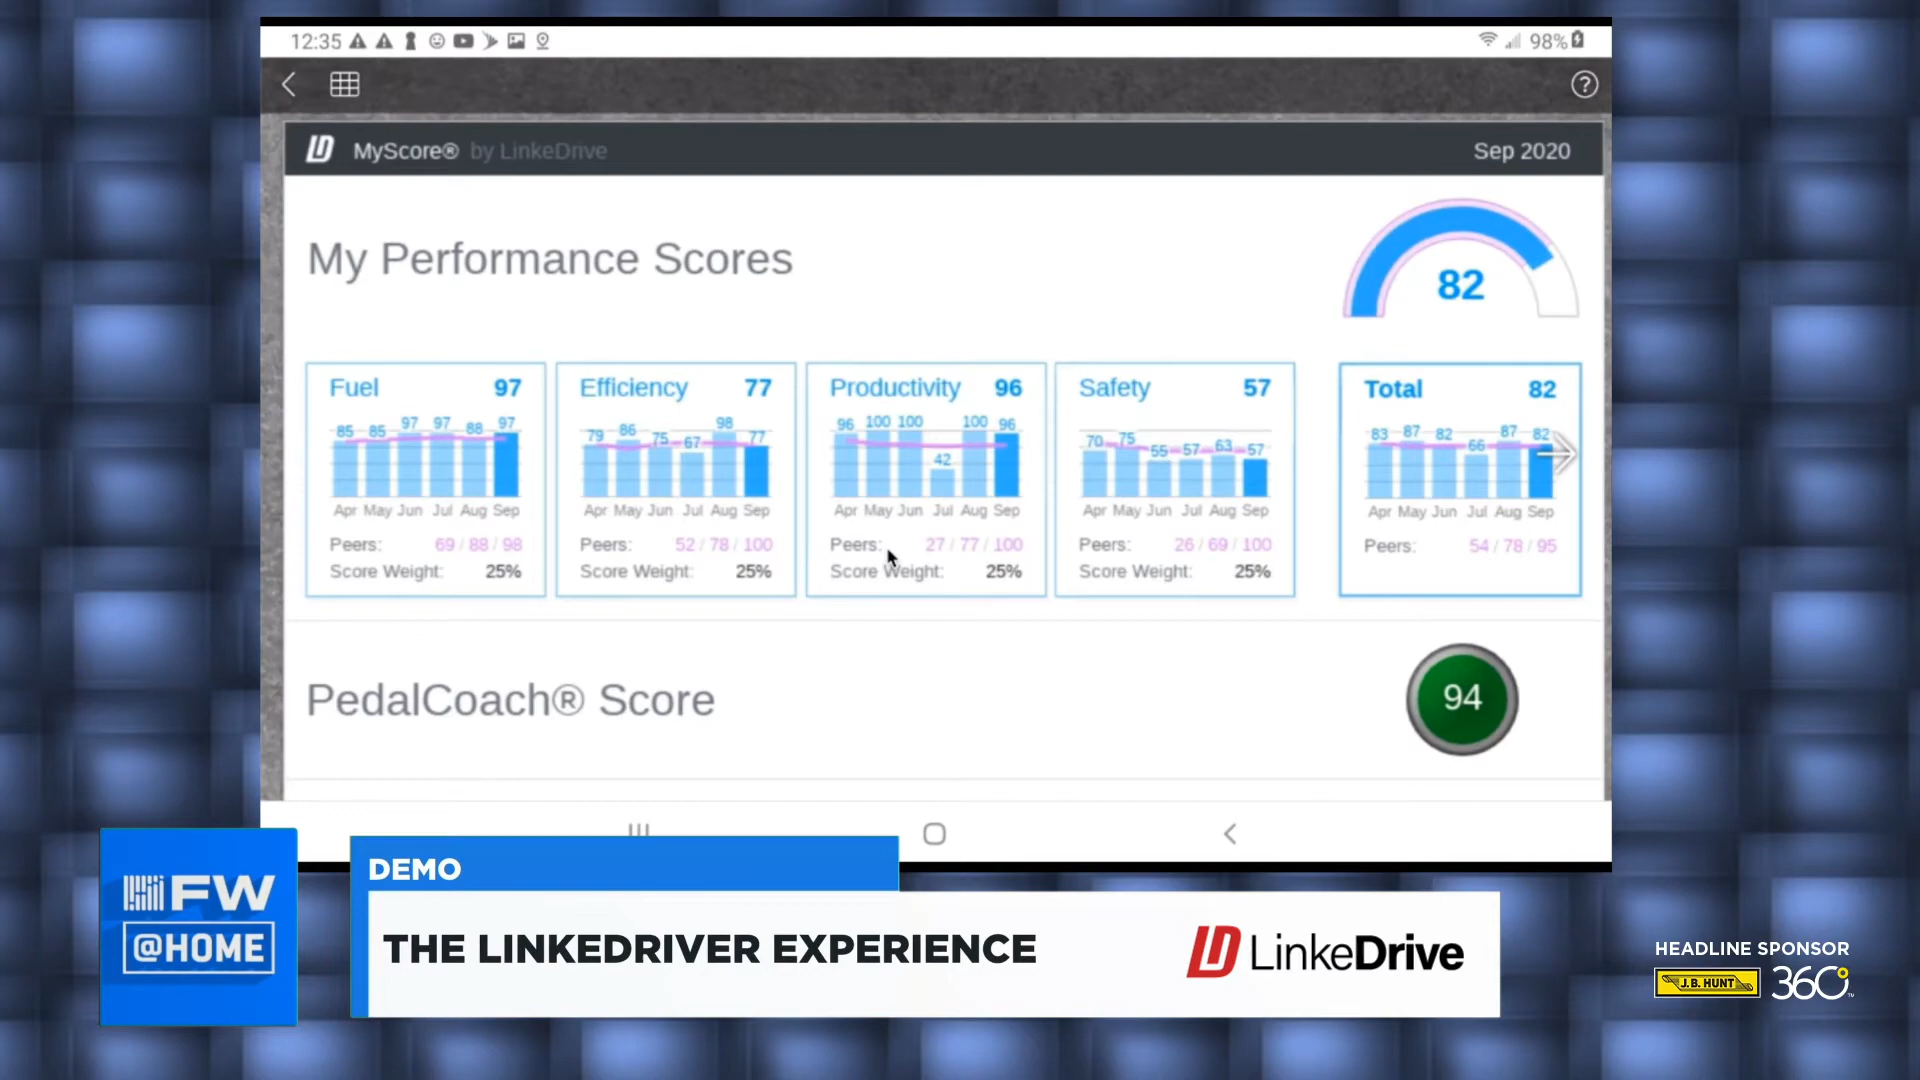 12:35
98%
MyScore® by LinkeDrive
Sep 2020
My Performance Scores
82
Fuel 97
85 85 97 97 88 97
Apr May Jun Jul Aug Sep
Peers: 69 / 88 / 98
Score Weight: 25%
Efficiency 77
79 86 75 67 98 77
Apr May Jun Jul Aug Sep
Peers: 52 / 78 / 100
Score Weight: 25%
Productivity 96
96 100 100 42 100 96
Apr May Jun Jul Aug Sep
Peers: 27 / 77 / 100
Score Weight: 25%
Safety 57
70 75 55 57 63 57
Apr May Jun Jul Aug Sep
Peers: 26 / 69 / 100
Score Weight: 25%
Total 82
83 87 82 66 87 82
Apr May Jun Jul Aug Sep
Peers: 54 / 78 / 95
PedalCoach® Score
94
FW
@HOME
DEMO
THE LINKEDRIVER EXPERIENCE
LinkeDrive
HEADLINE SPONSOR
J.B. HUNT 360°